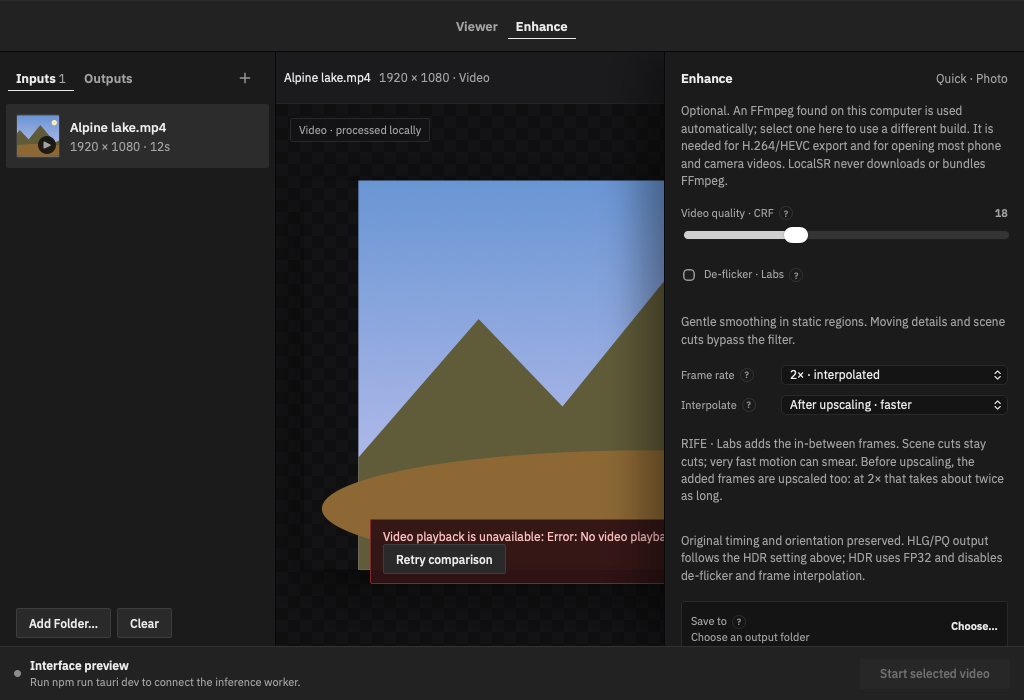 Viewer Enhance
Inputs 1 Outputs +
Alpine lake.mp4
1920 × 1080 · 12s
Add Folder... Clear
Alpine lake.mp4 1920 × 1080 · Video
Video · processed locally
Video playback is unavailable: Error: No video playba
Retry comparison
Enhance Quick · Photo
Optional. An FFmpeg found on this computer is used
automatically; select one here to use a different build. It is
needed for H.264/HEVC export and for opening most phone
and camera videos. LocalSR never downloads or bundles
FFmpeg.
Video quality · CRF ? 18
De-flicker · Labs ?
Gentle smoothing in static regions. Moving details and scene
cuts bypass the filter.
Frame rate ? 2× · interpolated
Interpolate ? After upscaling · faster
RIFE · Labs adds the in-between frames. Scene cuts stay
cuts; very fast motion can smear. Before upscaling, the
added frames are upscaled too: at 2× that takes about twice
as long.
Original timing and orientation preserved. HLG/PQ output
follows the HDR setting above; HDR uses FP32 and disables
de-flicker and frame interpolation.
Save to ?
Choose an output folder
Choose...
Interface preview
Run npm run tauri dev to connect the inference worker.
Start selected video